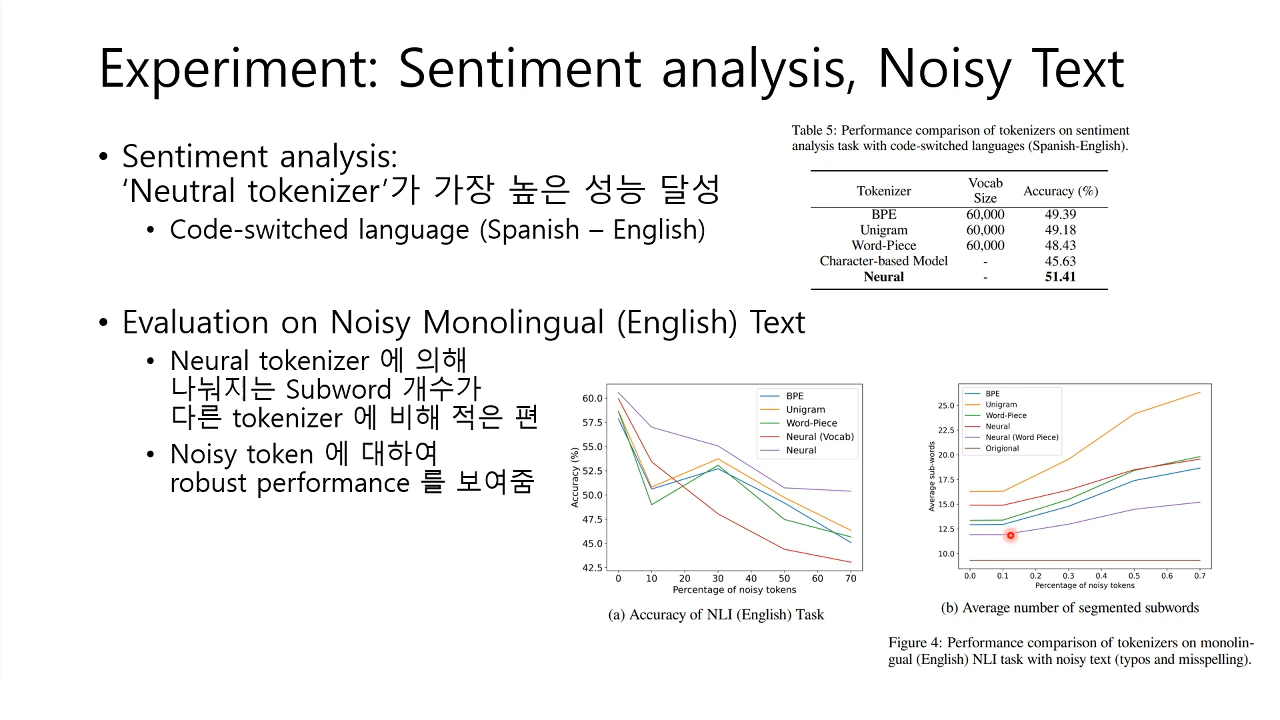 Experiment: Sentiment analysis, Noisy Text
• Sentiment analysis:
‘Neutral tokenizer’가 가장 높은 성능 달성
• Code-switched language (Spanish – English)
• Evaluation on Noisy Monolingual (English) Text
• Neural tokenizer 에 의해
나눠지는 Subword 개수가
다른 tokenizer 에 비해 적은 편
• Noisy token 에 대하여
robust performance 를 보여줌
Table 5: Performance comparison of tokenizers on sentiment
analysis task with code-switched languages (Spanish-English).
Tokenizer Vocab Size Accuracy (%)
BPE 60,000 49.39
Unigram 60,000 49.18
Word-Piece 60,000 48.43
Character-based Model - 45.63
Neural - 51.41
Accuracy (%)
60.0
57.5
55.0
52.5
50.0
47.5
45.0
42.5
BPE
Unigram
Word-Piece
Neural (Vocab)
Neural
0 10 20 30 40 50 60 70
Percentage of noisy tokens
(a) Accuracy of NLI (English) Task
Average sub-words
25.0
22.5
20.0
17.5
15.0
12.5
10.0
BPE
Unigram
Word-Piece
Neural
Neural (Word Piece)
Orignional
0.0 0.1 0.2 0.3 0.4 0.5 0.6 0.7
Percentage of noisy tokens
(b) Average number of segmented subwords
Figure 4: Performance comparison of tokenizers on monolin-
gual (English) NLI task with noisy text (typos and misspelling).